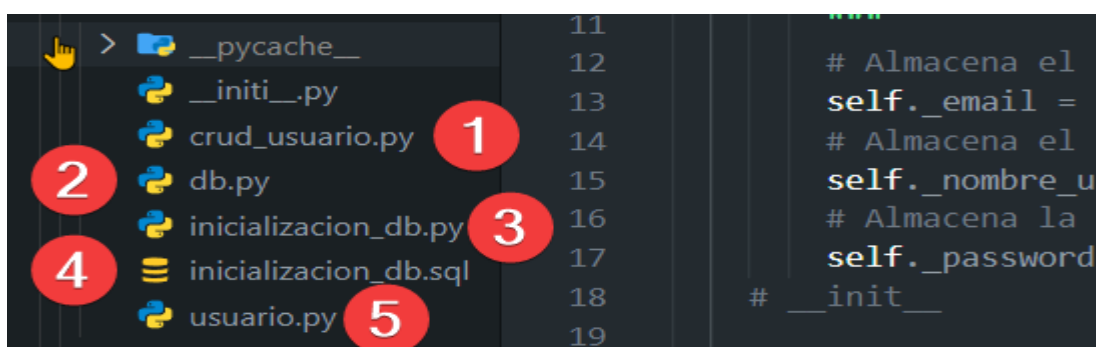 __pycache__
__initi__.py
crud_usuario.py 1
2 db.py
inicializacion_db.py 3
4 inicializacion_db.sql
usuario.py 5
11 ###
12 # Almacena el
13 self._email =
14 # Almacena el
15 self._nombre_u
16 # Almacena la
17 self._password
18 # __init__
19